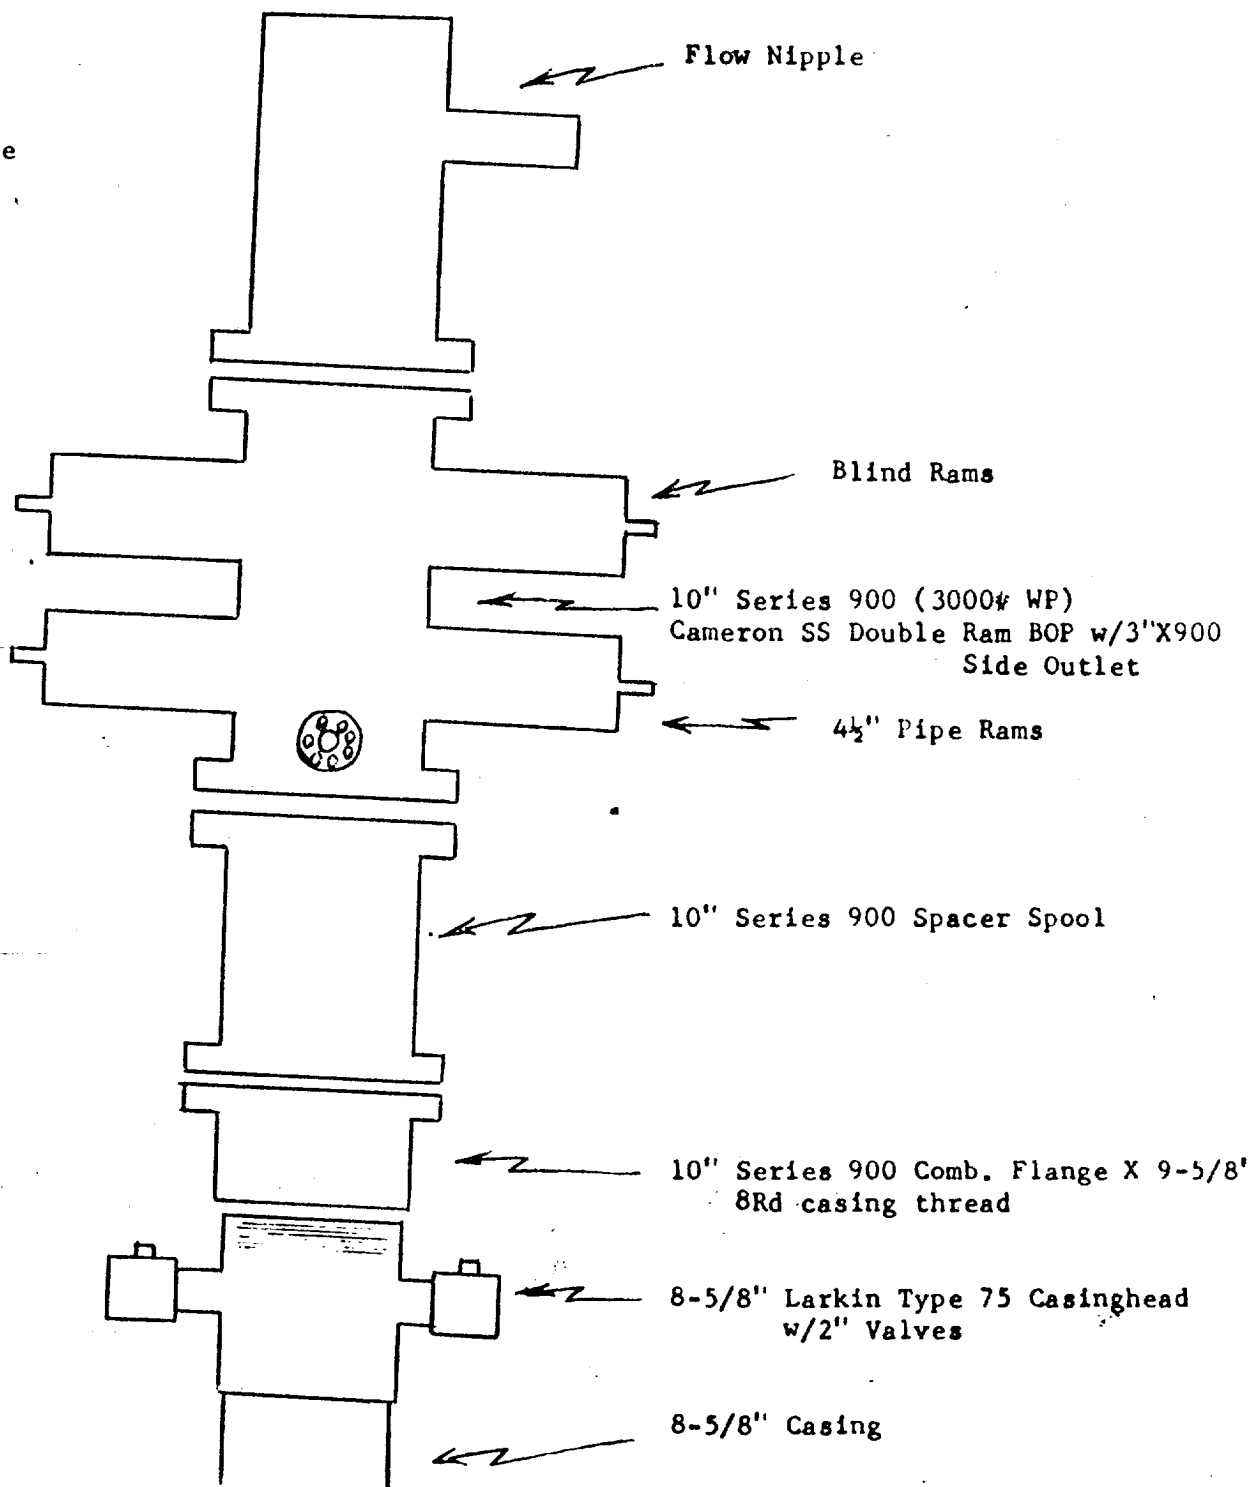 Flow Nipple
e
Blind Rams
10" Series 900 (3000# WP)
Cameron SS Double Ram BOP w/3"X900
Side Outlet
4½" Pipe Rams
10" Series 900 Spacer Spool
10" Series 900 Comb. Flange X 9-5/8"
8Rd casing thread
8-5/8" Larkin Type 75 Casinghead
w/2" Valves
8-5/8" Casing